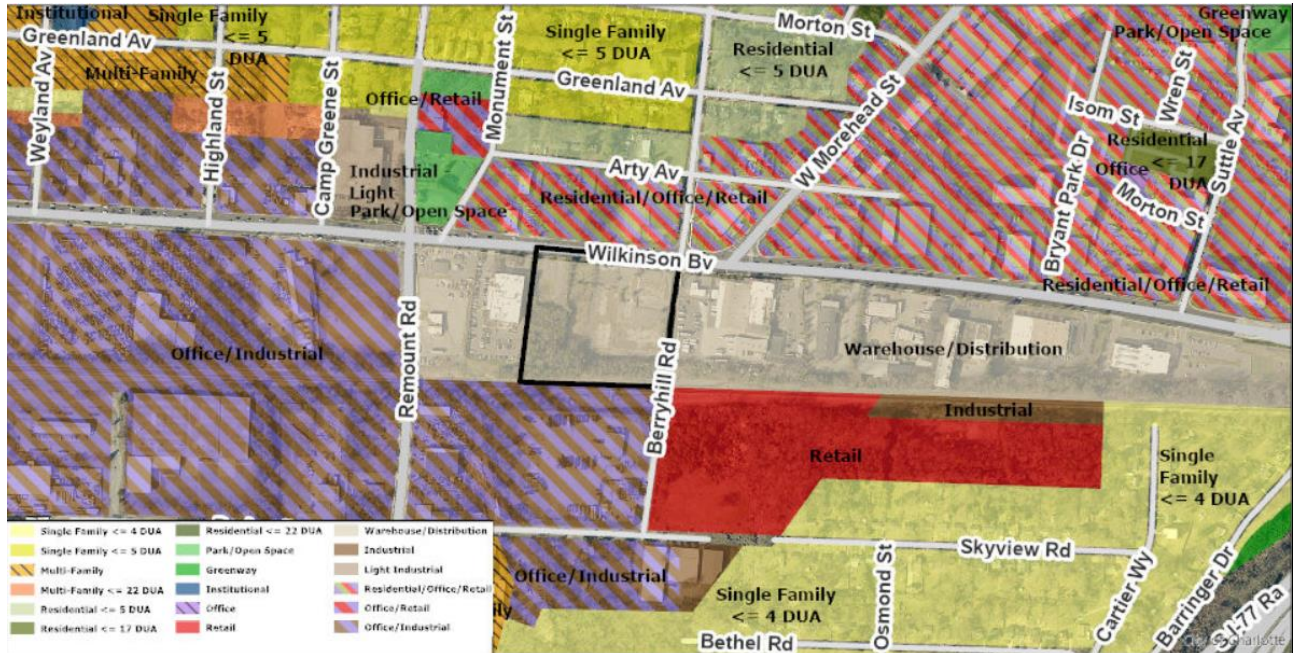 Institutional
Single Family
<= 5
DUA
Greenland Av
Weyland Av
Multi-Family
Highland St
Camp Greene St
Monument St
Single Family
<= 5 DUA
Greenland Av
Residential
<= 5 DUA
Morton St
W Morehead St
Greenway
Park/Open Space
Wren St
Isom St
Suttle Av
Bryant Park Dr
Residential
<= 17
DUA
Office
Morton St
Office/Retail
Industrial
Light
Park/Open Space
Arty Av
Residential/Office/Retail
Wilkinson Bv
Residential/Office/Retail
Office/Industrial
Remount Rd
Berryhill Rd
Warehouse/Distribution
Industrial
Retail
Single
Family
<= 4 DUA
Skyview Rd
Osmond St
Cartier Wy
Barringer Dr
I-77 Ra
Office/Industrial
Single Family
<= 4 DUA
Bethel Rd
Single Family <= 4 DUA
Single Family <= 5 DUA
Multi-Family
Multi-Family <= 22 DUA
Residential <= 5 DUA
Residential <= 17 DUA
Residential <= 22 DUA
Park/Open Space
Greenway
Institutional
Office
Retail
Warehouse/Distribution
Industrial
Light Industrial
Residential/Office/Retail
Office/Retail
Office/Industrial
Charlotte